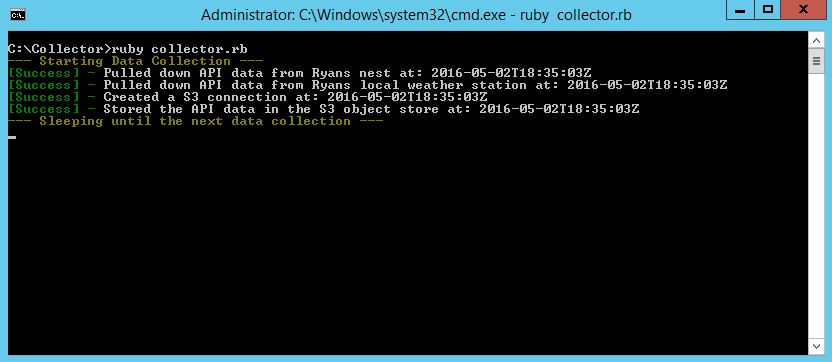 Administrator: C:\Windows\system32\cmd.exe - ruby  collector.rb
C:\Collector>ruby collector.rb
--- Starting Data Collection ---
[Success] - Pulled down API data from Ryans nest at: 2016-05-02T18:35:03Z
[Success] - Pulled down API data from Ryans local weather station at: 2016-05-02T18:35:03Z
[Success] - Created a S3 connection at: 2016-05-02T18:35:03Z
[Success] - Stored the API data in the S3 object store at: 2016-05-02T18:35:03Z
--- Sleeping until the next data collection ---